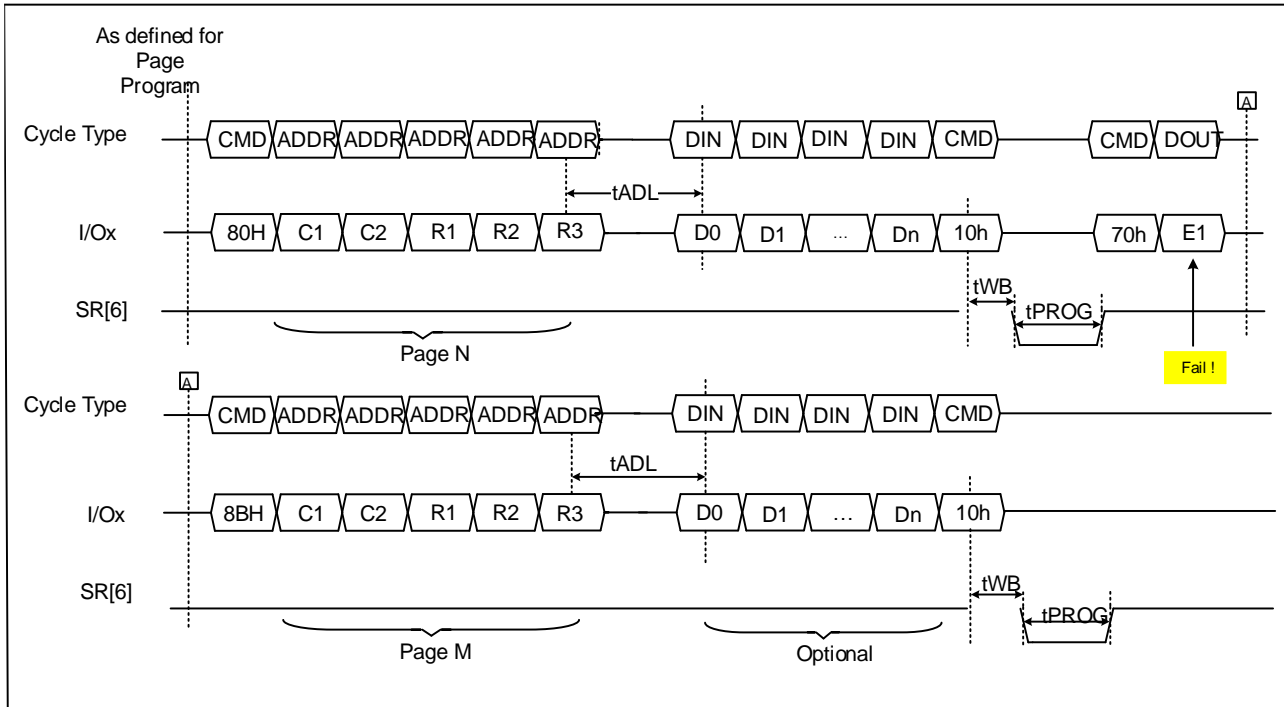 As defined for
Page
Program
A
Cycle Type CMD ADDR ADDR ADDR ADDR ADDR DIN DIN DIN DIN CMD CMD DOUT
tADL
I/Ox 80H C1 C2 R1 R2 R3 D0 D1 ... Dn 10h 70h E1
SR[6]
tWB
tPROG
Page N
Fail !
A
Cycle Type CMD ADDR ADDR ADDR ADDR ADDR DIN DIN DIN DIN CMD
tADL
I/Ox 8BH C1 C2 R1 R2 R3 D0 D1 ... Dn 10h
SR[6]
tWB
tPROG
Page M
Optional